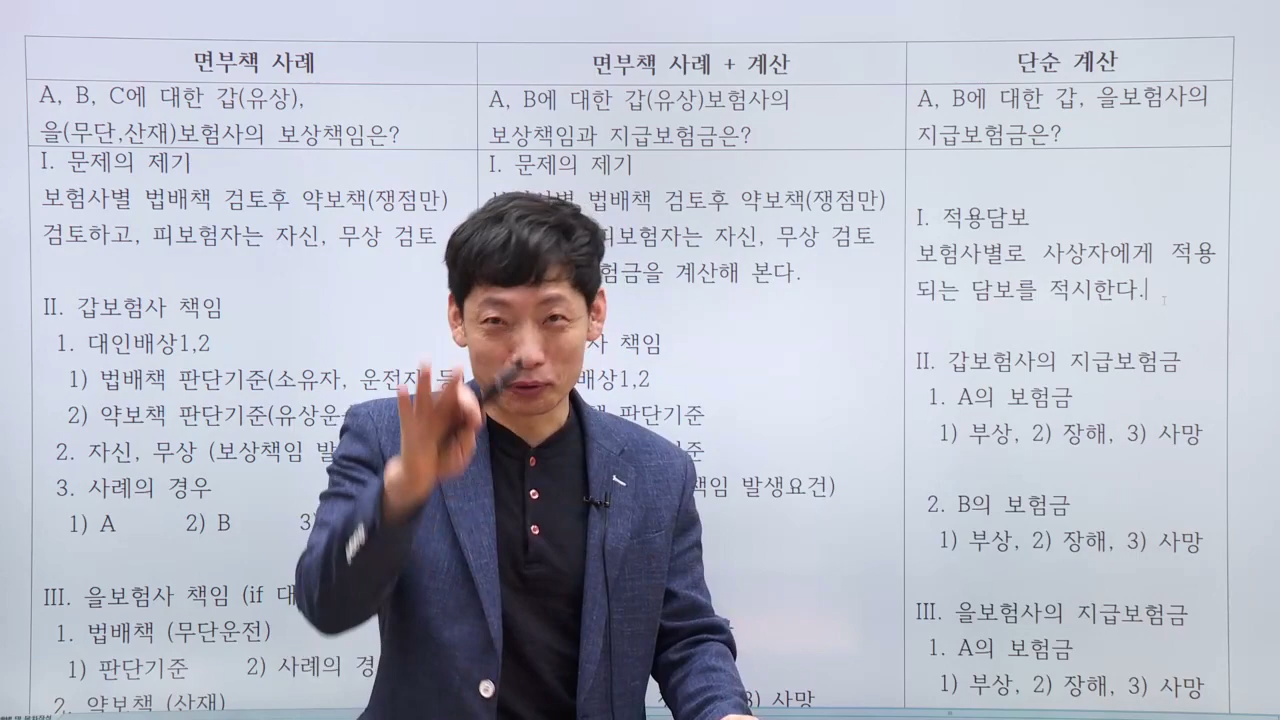 면부책 사례
A, B, C에 대한 갑(유상),
을(무단,산재)보험사의 보상책임은?
I. 문제의 제기
보험사별 법배책 검토후 약보책(쟁점만)
검토하고, 피보험자는 자신, 무상 검토
II. 갑보험사 책임
1. 대인배상1,2
1) 법배책 판단기준(소유자, 운전자
2) 약보책 판단기준(유상운
2. 자신, 무상 (보상책임 발
3. 사례의 경우
1) A 2) B 3)
III. 을보험사 책임 (if 대
1. 법배책 (무단운전)
1) 판단기준 2) 사례의 경
2. 약보책 (산재)
면부책 사례 + 계산
A, B에 대한 갑(유상)보험사의
보상책임과 지급보험금은?
I. 문제의 제기
법배책 검토후 약보책(쟁점만)
자신, 무상 검토
험금을 계산해 본다.
책임
배상1,2
판단기준
준
책임 발생요건)
3) 사망
단순 계산
A, B에 대한 갑, 을보험사의
지급보험금은?
I. 적용담보
보험사별로 사상자에게 적용
되는 담보를 적시한다.
II. 갑보험사의 지급보험금
1. A의 보험금
1) 부상, 2) 장해, 3) 사망
2. B의 보험금
1) 부상, 2) 장해, 3) 사망
III. 을보험사의 지급보험금
1. A의 보험금
1) 부상, 2) 장해, 3) 사망